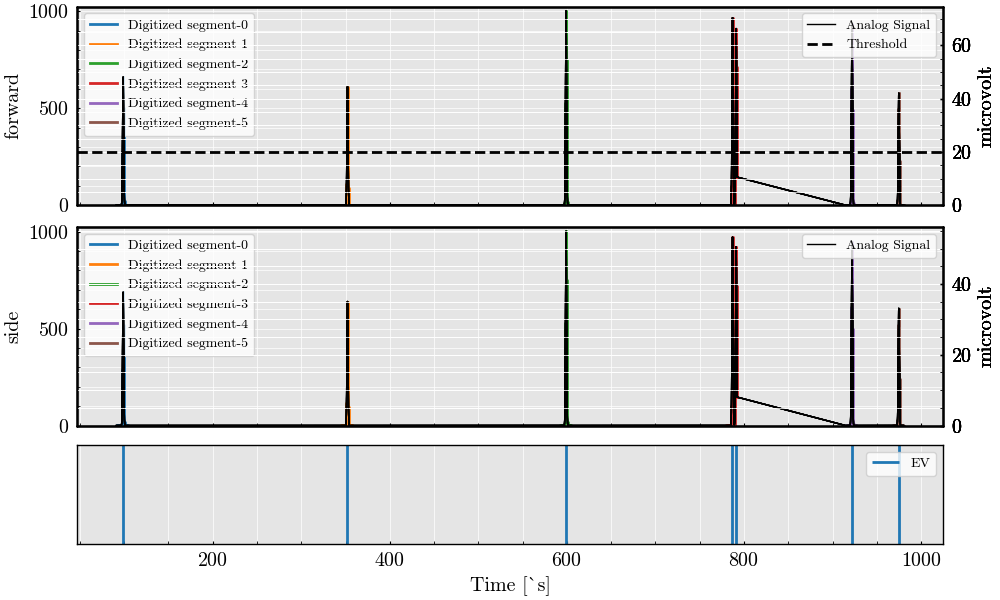 1000
500
0
forward
Digitized segment-0
Digitized segment 1
Digitized segment-2
Digitized segment 3
Digitized segment-4
Digitized segment-5
Analog Signal
Threshold
60
40
20
0
microvolt
1000
500
0
side
Digitized segment-0
Digitized segment 1
Digitized segment-2
Digitized segment-3
Digitized segment-4
Digitized segment-5
Analog Signal
40
20
0
microvolt
EV
200
400
600
800
1000
Time [`s]